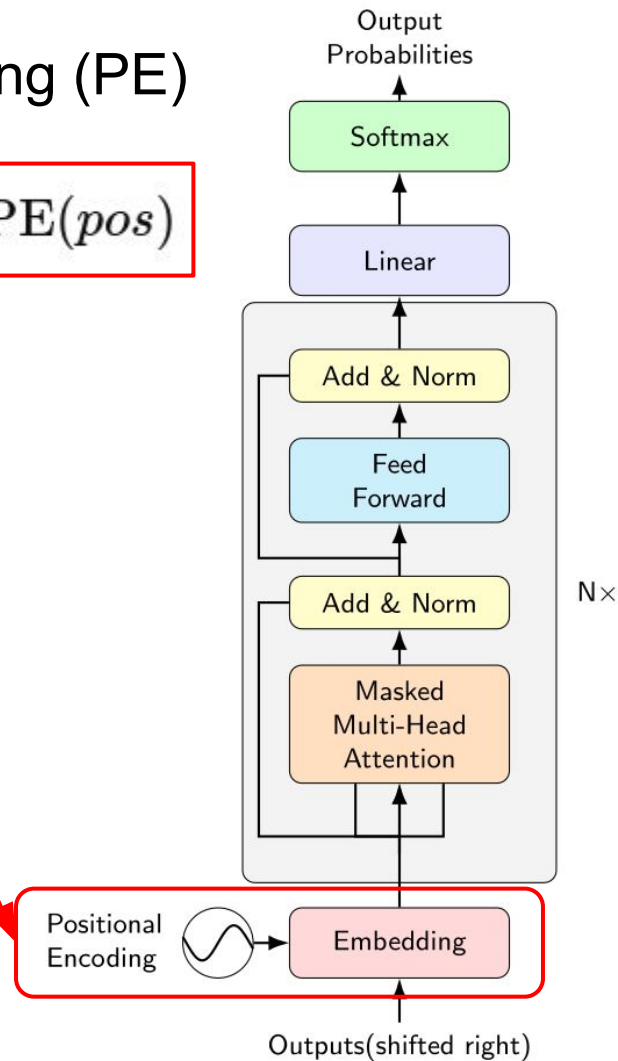 ng (PE)
PE(pos)
Output
Probabilities
Softmax
Linear
Add & Norm
Feed
Forward
N×
Add & Norm
Masked
Multi-Head
Attention
Positional
Encoding
Embedding
Outputs(shifted right)